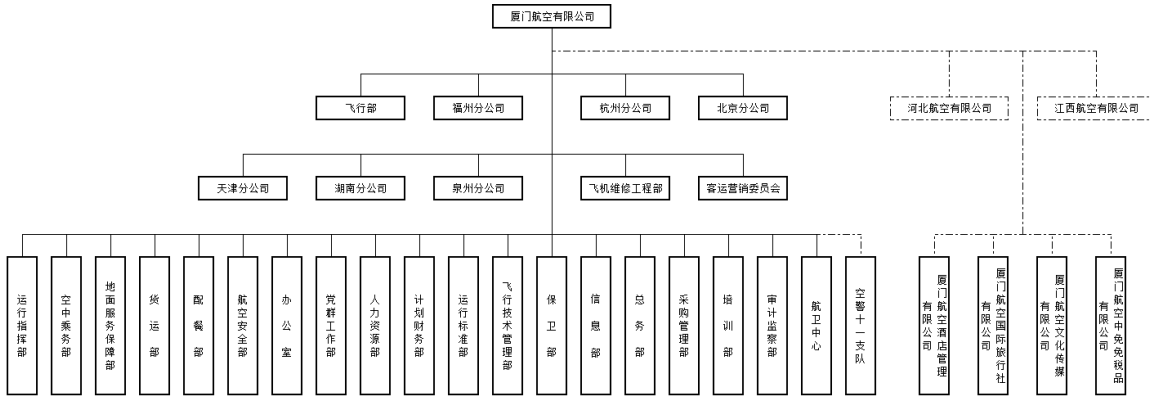 厦门航空有限公司
飞行部
福州分公司
杭州分公司
北京分公司
河北航空有限公司
江西航空有限公司
天津分公司
湖南分公司
泉州分公司
飞机维修工程部
客运营销委员会
运行指挥部
空中乘务部
地面服务保障部
货运部
配餐部
航空安全部
办公室
党群工作部
人力资源部
计划财务部
运行标准部
飞行技术管理部
保卫部
信息部
总务部
采购管理部
培训部
审计监察部
航卫中心
空警十一支队
厦门航空酒店管理
有限公司
厦门航空国际旅行社
有限公司
厦门航空文化传媒
有限公司
厦门航空中免免税品
有限公司